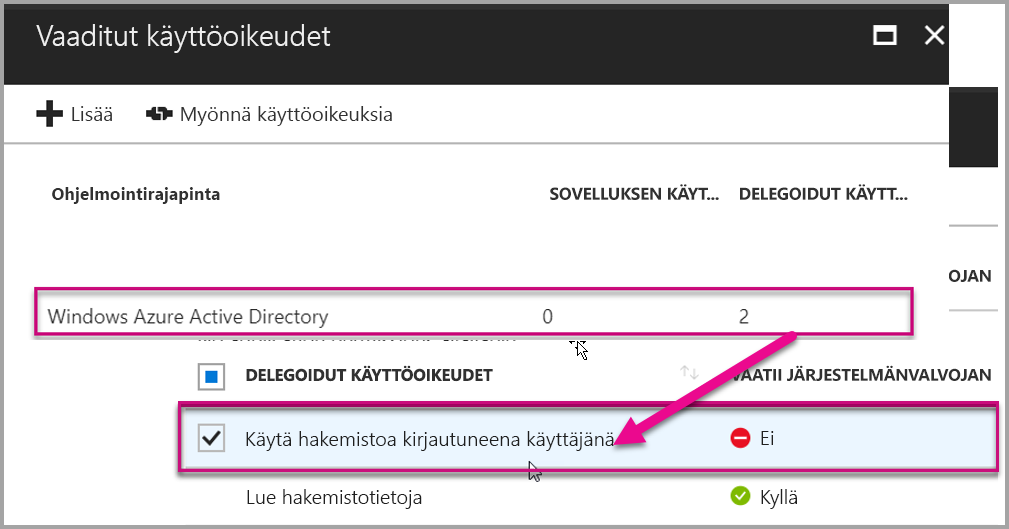 Vaaditut käyttöoikeudet
Lisää Myönnä käyttöoikeuksia
Ohjelmointirajapinta SOVELLUKSEN KÄYT... DELEGOIDUT KÄYTT...
OJAN
Windows Azure Active Directory 0 2
DELEGOIDUT KÄYTTÖOIKEUDET VAATII JÄRJESTELMÄNVALVOJAN
Käytä hakemistoa kirjautuneena käyttäjänä Ei
Lue hakemistotietoja Kyllä